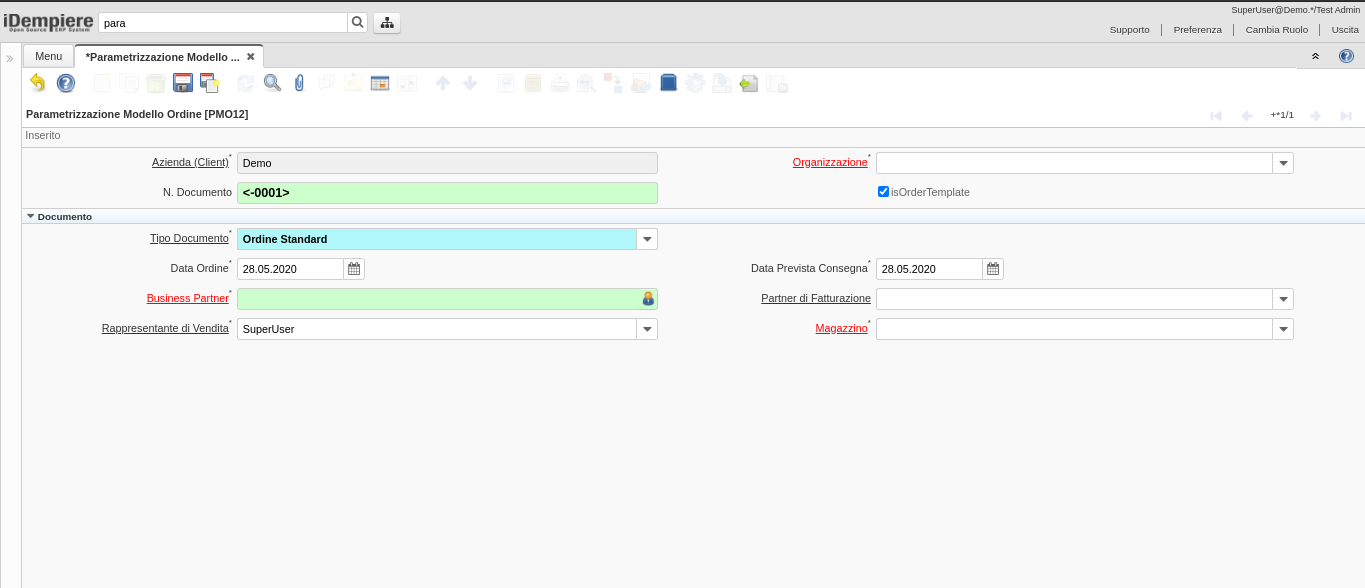 SuperUser@Demo.*/Test Admin
iDempiere
Open Source ERP System
para
Supporto Preferenza Cambia Ruolo Uscita
» Menu *Parametrizzazione Modello ... ✖
Parametrizzazione Modello Ordine [PMO12]
+*1/1
Inserito
Azienda (Client)* Demo Organizzazione*
N. Documento <-0001> isOrderTemplate
Documento
Tipo Documento* Ordine Standard
Data Ordine* 28.05.2020 Data Prevista Consegna* 28.05.2020
Business Partner* Partner di Fatturazione
Rappresentante di Vendita* SuperUser Magazzino*